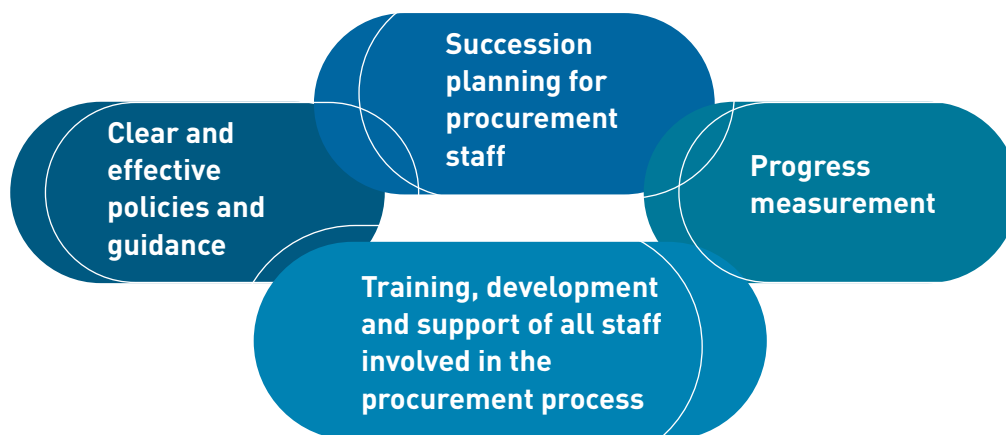 Succession
planning for
procurement
staff
Clear and
effective
policies and
guidance
Progress
measurement
Training, development
and support of all staff
involved in the
procurement process